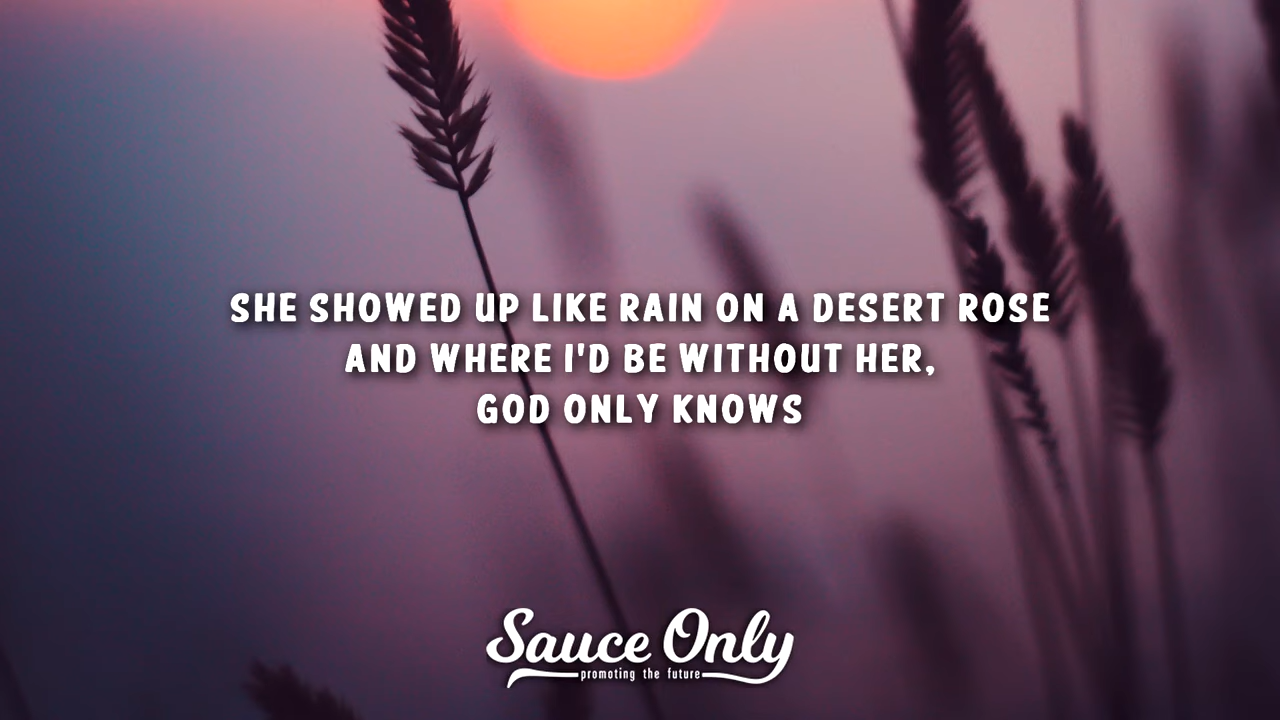 SHE SHOWED UP LIKE RAIN ON A DESERT ROSE
AND WHERE I'D BE WITHOUT HER,
GOD ONLY KNOWS
Sauce Only
promoting the future